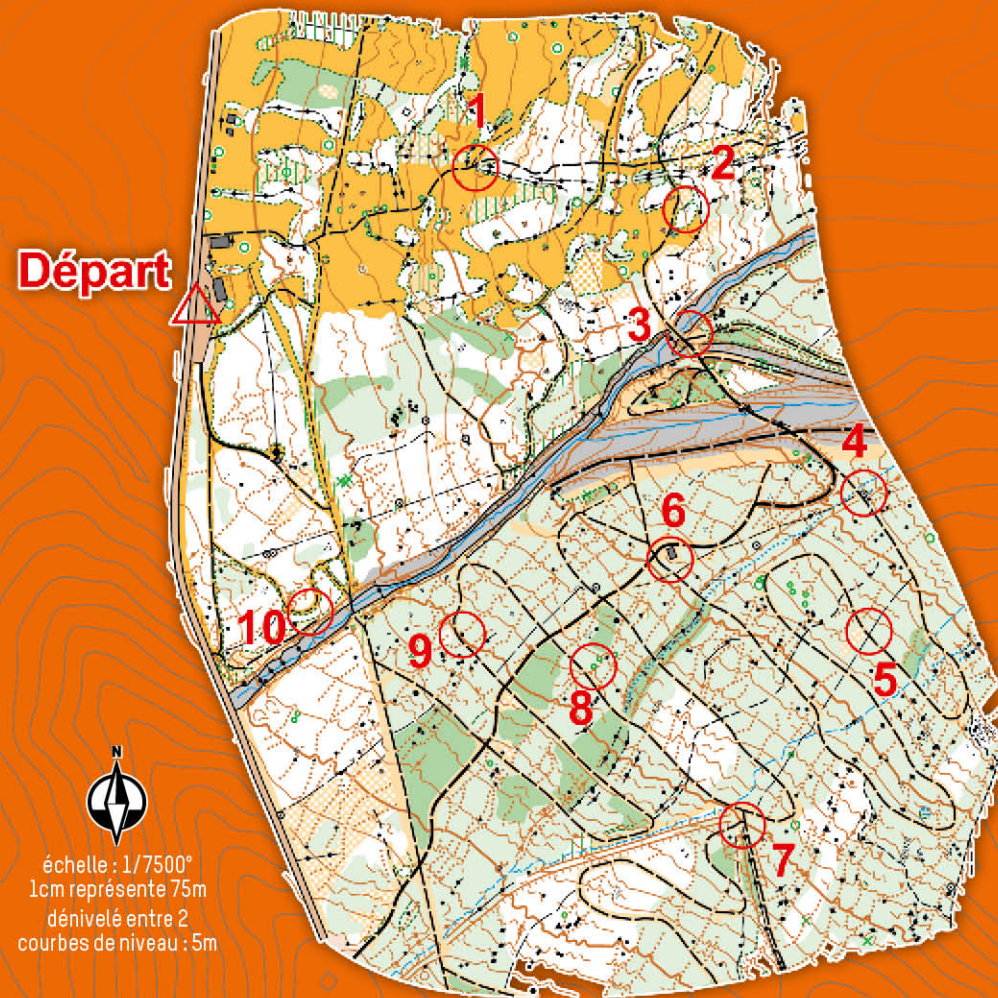 1
2
Départ
3
4
6
10
9
8
5
7
N
échelle : 1/7500°
1cm représente 75m
dénivelé entre 2
courbes de niveau : 5m